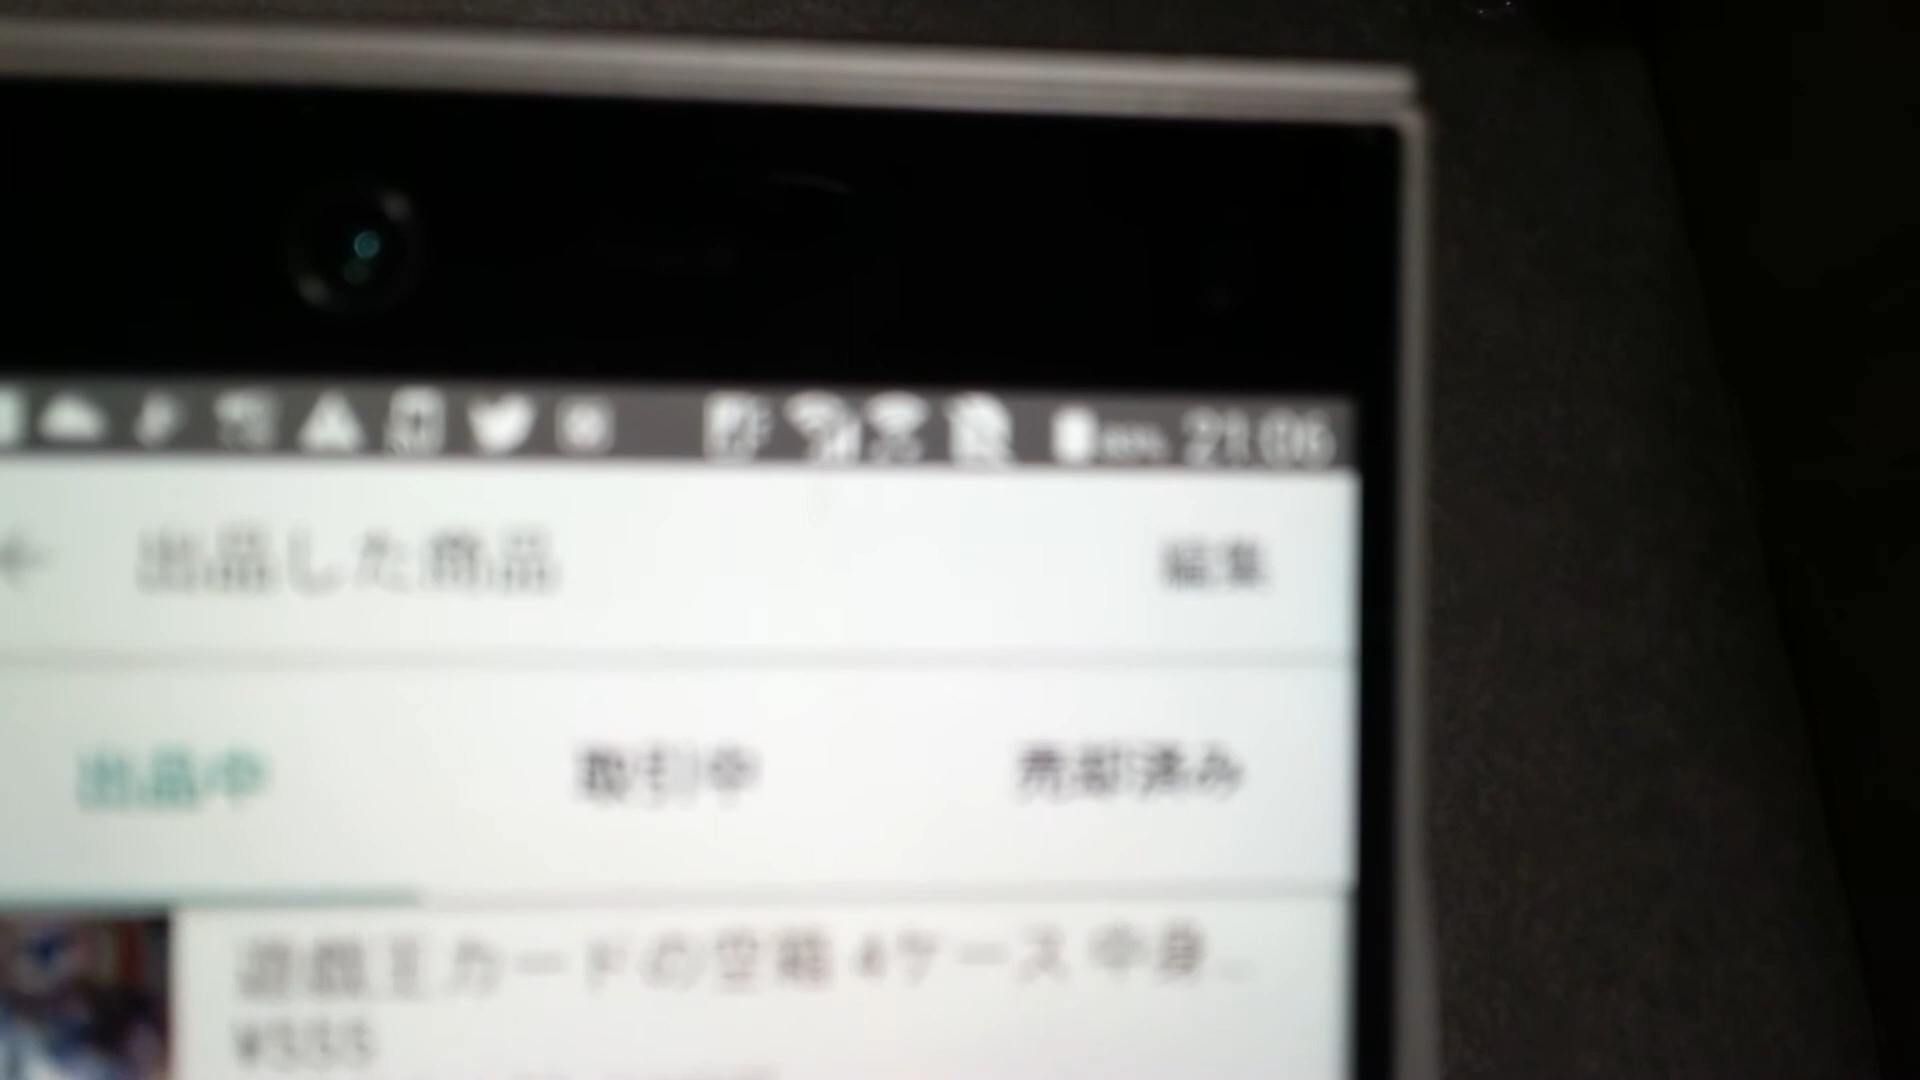 21:06
出品した商品 編集
出品中 取引中 売却済み
遊戯王カードの空箱 4ケース 中身...
¥555